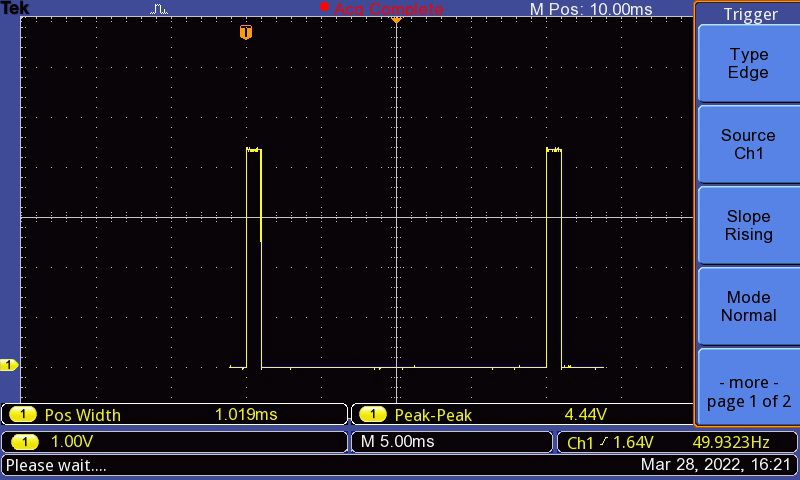 Tek
Acq Complete
M Pos: 10.00ms
Trigger
T
Type
Edge
Source
Ch1
Slope
Rising
Mode
Normal
- more -
page 1 of 2
1
1 Pos Width 1.019ms
1 Peak-Peak 4.44V
1 1.00V
M 5.00ms
Ch1 1.64V 49.9323Hz
Please wait....
Mar 28, 2022, 16:21